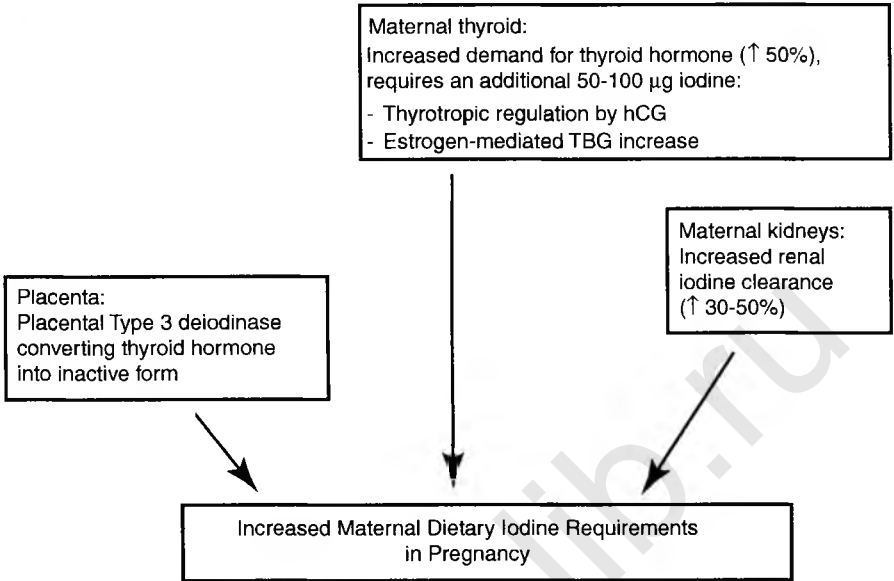 Maternal thyroid:
Increased demand for thyroid hormone (↑ 50%),
requires an additional 50-100 μg iodine:
- Thyrotropic regulation by hCG
- Estrogen-mediated TBG increase
Maternal kidneys:
Increased renal
iodine clearance
(↑ 30-50%)
Placenta:
Placental Type 3 deiodinase
converting thyroid hormone
into inactive form
Increased Maternal Dietary Iodine Requirements
in Pregnancy
lib.ru